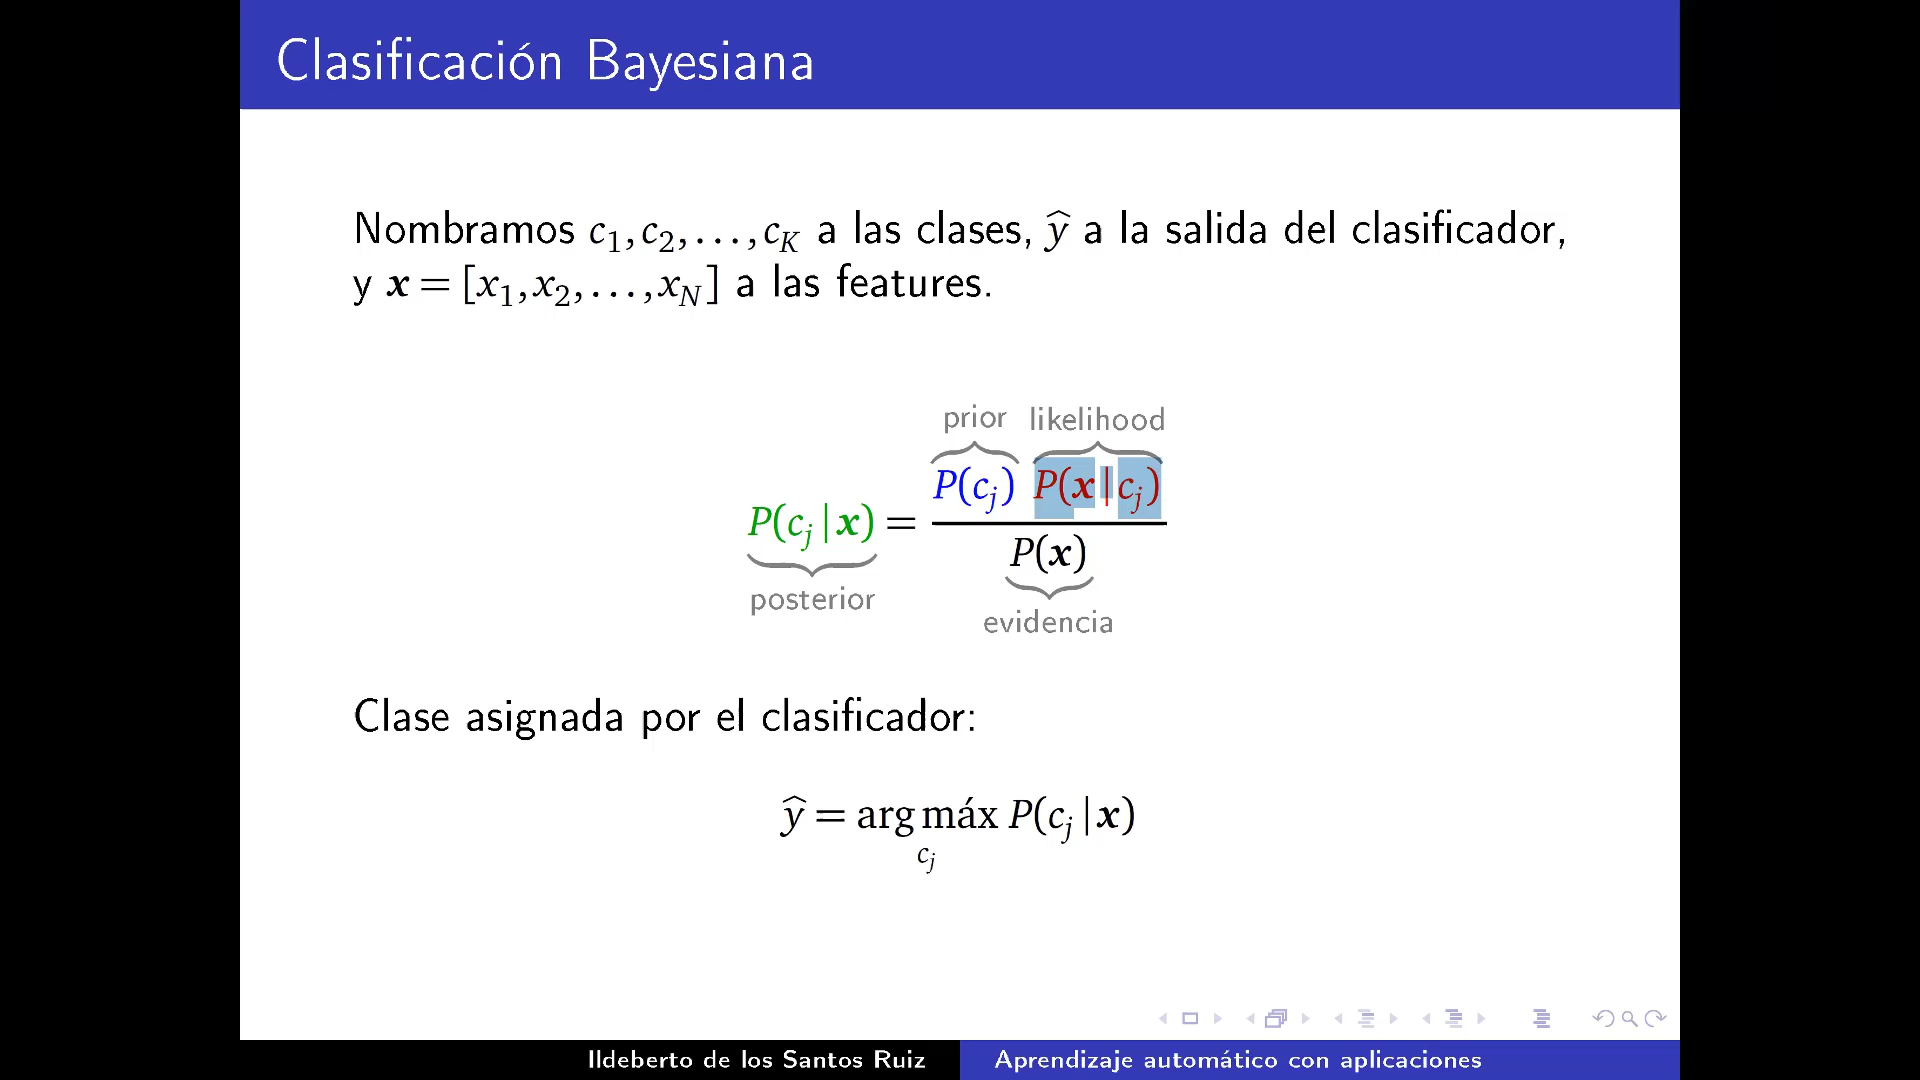 Clasificación Bayesiana
Nombramos c₁, c₂, ..., c_K a las clases, ŷ a la salida del clasificador,
y x = [x₁, x₂, ..., x_N] a las features.
prior likelihood
P(c_j) P(x|c_j)
P(c_j|x) =
P(x)
posterior
evidencia
Clase asignada por el clasificador:
ŷ = arg máx P(c_j|x)
c_j
Ildeberto de los Santos Ruiz
Aprendizaje automático con aplicaciones